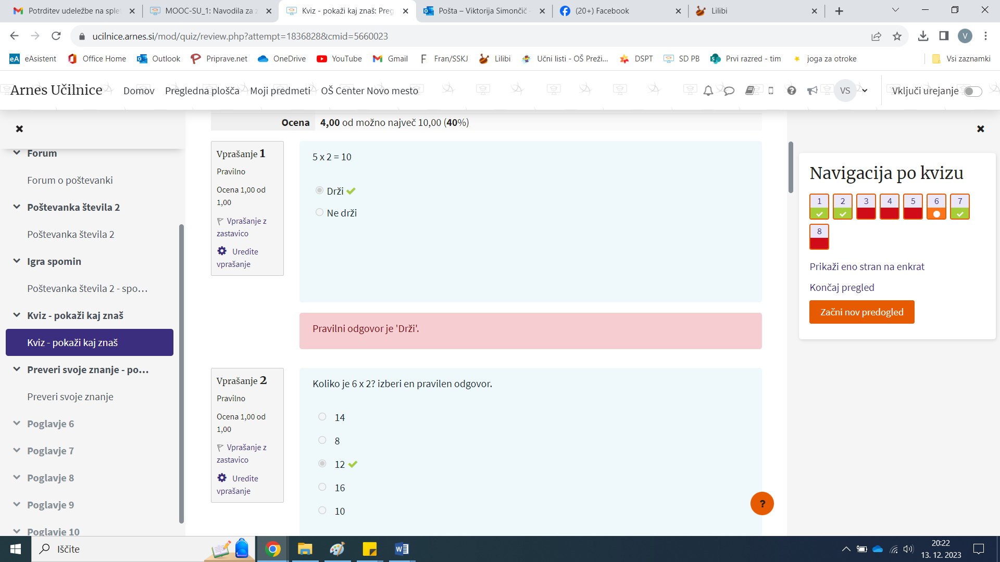 Potrditev udeležbe na splet
MOOC-SU_1: Navodila za z
Kviz - pokaži kaj znaš: Preg
Pošta – Viktorija Simončič -
(20+) Facebook
Lilibi
ucilnice.arnes.si/mod/quiz/review.php?attempt=1836828&cmid=5660023
V
eA eAsistent
Office Home
Outlook
Priprave.net
OneDrive
YouTube
Gmail
F Fran/SSKJ
Lilibi
Učni listi - OŠ Preži...
DSPT
SD PB
Prvi razred - tim
joga za otroke
Vsi zaznamki
Arnes Učilnice
Domov
Pregledna plošča
Moji predmeti
OŠ Center Novo mesto
VS
Vključi urejanje
Forum
Forum o poštevanki
Poštevanka števila 2
Poštevanka števila 2
Igra spomin
Poštevanka števila 2 - spo...
Kviz - pokaži kaj znaš
Kviz - pokaži kaj znaš
Preveri svoje znanje - po...
Preveri svoje znanje
Poglavje 6
Poglavje 7
Poglavje 8
Poglavje 9
Poglavje 10
Ocena 4,00 od možno največ 10,00 (40%)
Vprašanje 1
Pravilno
Ocena 1,00 od
1,00
Vprašanje z
zastavico
Uredite
vprašanje
5 x 2 = 10
Drži
Ne drži
Pravilni odgovor je 'Drži'.
Vprašanje 2
Pravilno
Ocena 1,00 od
1,00
Vprašanje z
zastavico
Uredite
vprašanje
Koliko je 6 x 2? izberi en pravilen odgovor.
14
8
12
16
10
Navigacija po kvizu
1 2 3 4 5 6 7
8
Prikaži eno stran na enkrat
Končaj pregled
Začni nov predogled
?
Iščite
20:22
13. 12. 2023